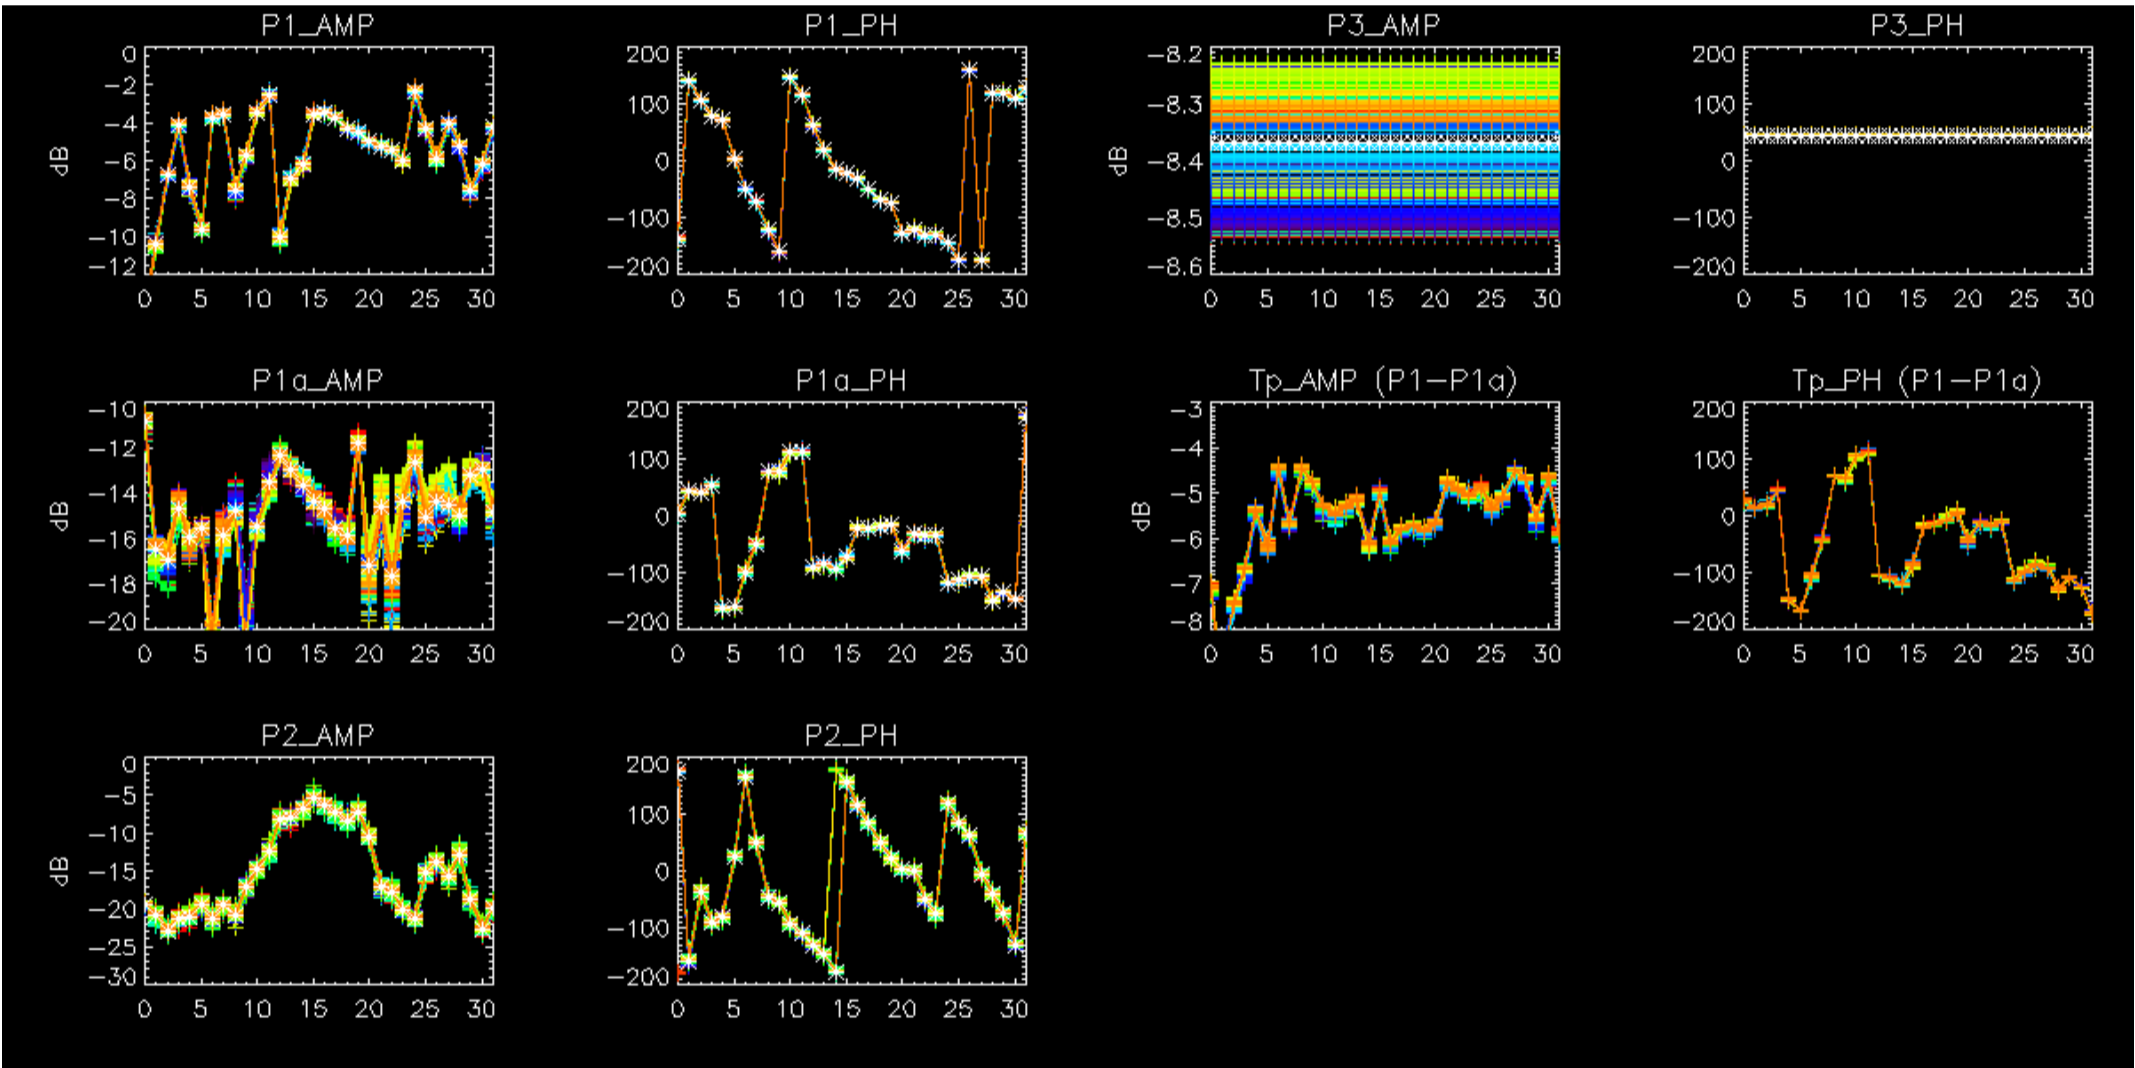 P1_AMP
0
−2
−4
−6
−8
−10
−12
dB
0 5 10 15 20 25 30
P1_PH
200
100
0
−100
−200
0 5 10 15 20 25 30
P3_AMP
−8.2
−8.3
−8.4
−8.5
−8.6
dB
0 5 10 15 20 25 30
P3_PH
200
100
0
−100
−200
0 5 10 15 20 25 30
P1a_AMP
−10
−12
−14
−16
−18
−20
dB
0 5 10 15 20 25 30
P1a_PH
200
100
0
−100
−200
0 5 10 15 20 25 30
Tp_AMP (P1−P1a)
−3
−4
−5
−6
−7
−8
dB
0 5 10 15 20 25 30
Tp_PH (P1−P1a)
200
100
0
−100
−200
0 5 10 15 20 25 30
P2_AMP
0
−5
−10
−15
−20
−25
−30
dB
0 5 10 15 20 25 30
P2_PH
200
100
0
−100
−200
0 5 10 15 20 25 30